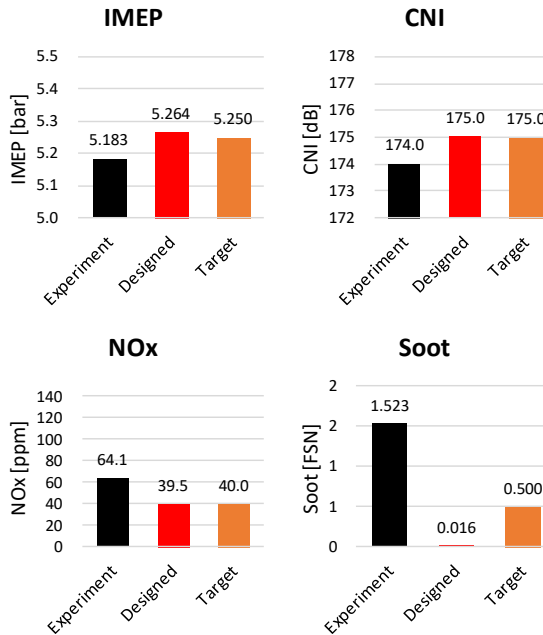 IMEP
IMEP [bar]
5.5
5.4
5.3
5.2
5.1
5.0
5.183
5.264
5.250
Experiment
Designed
Target
CNI
CNI [dB]
178
177
176
175
174
173
172
174.0
175.0
175.0
Experiment
Designed
Target
NOx
NOx [ppm]
140
120
100
80
60
40
20
0
64.1
39.5
40.0
Experiment
Designed
Target
Soot
Soot [FSN]
2
2
1
1
0
1.523
0.016
0.500
Experiment
Designed
Target